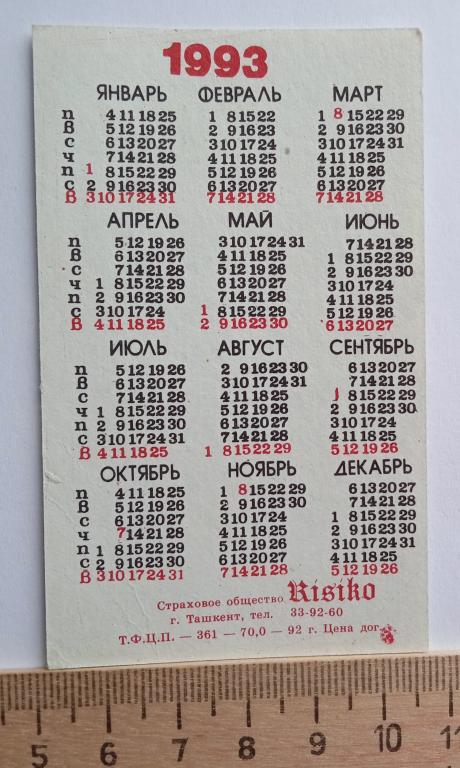 1993
ЯНВАРЬ ФЕВРАЛЬ МАРТ
П 4 11 18 25 1 8 15 22 1 8 15 22 29
В 5 12 19 26 2 9 16 23 2 9 16 23 30
С 6 13 20 27 3 10 17 24 3 10 17 24 31
Ч 7 14 21 28 4 11 18 25 4 11 18 25
П 1 8 15 22 29 5 12 19 26 5 12 19 26
С 2 9 16 23 30 6 13 20 27 6 13 20 27
В 3 10 17 24 31 7 14 21 28 7 14 21 28
АПРЕЛЬ МАЙ ИЮНЬ
П 5 12 19 26 3 10 17 24 31 7 14 21 28
В 6 13 20 27 4 11 18 25 1 8 15 22 29
С 7 14 21 28 5 12 19 26 2 9 16 23 30
Ч 1 8 15 22 29 6 13 20 27 3 10 17 24
П 2 9 16 23 30 7 14 21 28 4 11 18 25
С 3 10 17 24 1 8 15 22 29 5 12 19 26
В 4 11 18 25 2 9 16 23 30 6 13 20 27
ИЮЛЬ АВГУСТ СЕНТЯБРЬ
П 5 12 19 26 2 9 16 23 30 6 13 20 27
В 6 13 20 27 3 10 17 24 31 7 14 21 28
С 7 14 21 28 4 11 18 25 1 8 15 22 29
Ч 1 8 15 22 29 5 12 19 26 2 9 16 23 30
П 2 9 16 23 30 6 13 20 27 3 10 17 24
С 3 10 17 24 31 7 14 21 28 4 11 18 25
В 4 11 18 25 1 8 15 22 29 5 12 19 26
ОКТЯБРЬ НОЯБРЬ ДЕКАБРЬ
П 4 11 18 25 1 8 15 22 29 6 13 20 27
В 5 12 19 26 2 9 16 23 30 7 14 21 28
С 6 13 20 27 3 10 17 24 1 8 15 22 29
Ч 7 14 21 28 4 11 18 25 2 9 16 23 30
П 1 8 15 22 29 5 12 19 26 3 10 17 24 31
С 2 9 16 23 30 6 13 20 27 4 11 18 25
В 3 10 17 24 31 7 14 21 28 5 12 19 26
Страховое общество Risiko
г. Ташкент, тел. 33-92-60
Т.Ф.Ц.П. — 361 — 70,0 — 92 г. Цена дог.
5 6 7 8 9 10 11